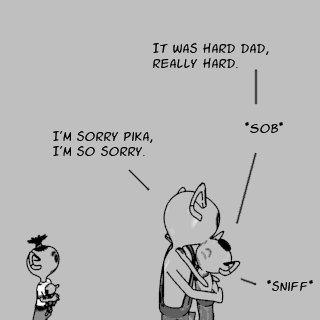 IT WAS HARD DAD,
REALLY HARD.
*SOB*
I'M SORRY PIKA,
I'M SO SORRY.
*SNIFF*